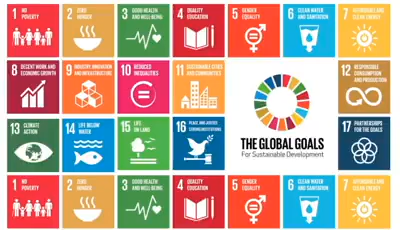 1 NO
POVERTY
2 ZERO
HUNGER
3 GOOD HEALTH
AND WELL-BEING
4 QUALITY
EDUCATION
5 GENDER
EQUALITY
6 CLEAN WATER
AND SANITATION
7 AFFORDABLE AND
CLEAN ENERGY
8 DECENT WORK AND
ECONOMIC GROWTH
9 INDUSTRY, INNOVATION
AND INFRASTRUCTURE
10 REDUCED
INEQUALITIES
11 SUSTAINABLE CITIES
AND COMMUNITIES
12 RESPONSIBLE
CONSUMPTION
AND PRODUCTION
13 CLIMATE
ACTION
14 LIFE BELOW
WATER
15 LIFE
ON LAND
16 PEACE AND JUSTICE
STRONG INSTITUTIONS
THE GLOBAL GOALS
For Sustainable Development
17 PARTNERSHIPS
FOR THE GOALS
1 NO
POVERTY
2 ZERO
HUNGER
3 GOOD HEALTH
AND WELL-BEING
4 QUALITY
EDUCATION
5 GENDER
EQUALITY
6 CLEAN WATER
AND SANITATION
7 AFFORDABLE AND
CLEAN ENERGY